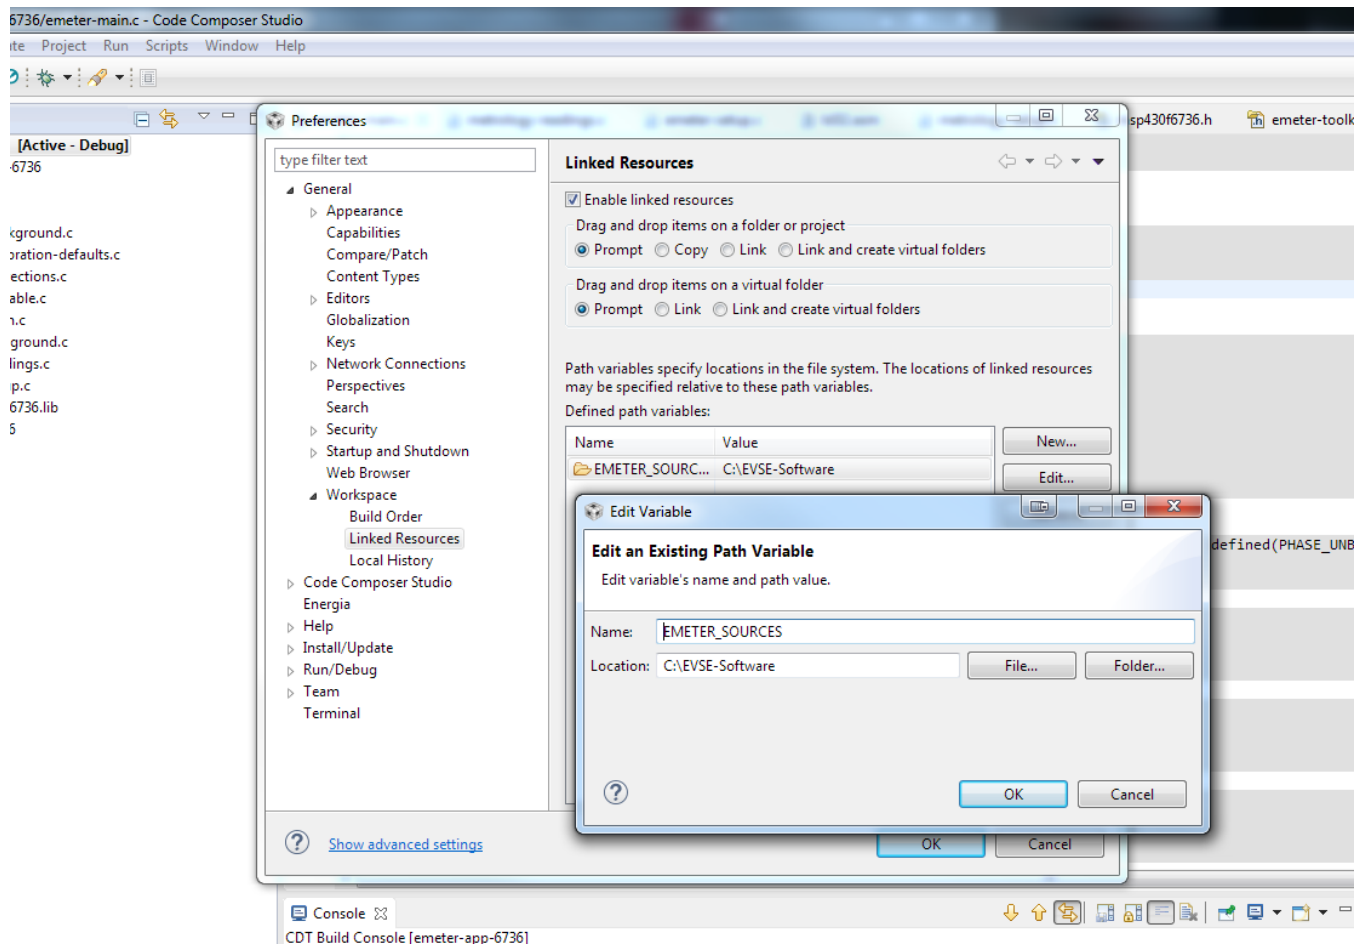 6736/emeter-main.c - Code Composer Studio
ate Project Run Scripts Window Help
Preferences
sp430f6736.h
emeter-toolk
[Active - Debug]
-6736
kground.c
oration-defaults.c
ections.c
able.c
n.c
ground.c
lings.c
p.c
6736.lib
6
type filter text
General
Appearance
Capabilities
Compare/Patch
Content Types
Editors
Globalization
Keys
Network Connections
Perspectives
Search
Security
Startup and Shutdown
Web Browser
Workspace
Build Order
Linked Resources
Local History
Code Composer Studio
Energia
Help
Install/Update
Run/Debug
Team
Terminal
Linked Resources
Enable linked resources
Drag and drop items on a folder or project
Prompt Copy Link Link and create virtual folders
Drag and drop items on a virtual folder
Prompt Link Link and create virtual folders
Path variables specify locations in the file system. The locations of linked resources
may be specified relative to these path variables.
Defined path variables:
Name Value
EMETER_SOURC... C:\EVSE-Software
New...
Edit...
Edit Variable
Edit an Existing Path Variable
Edit variable's name and path value.
Name: EMETER_SOURCES
Location: C:\EVSE-Software File... Folder...
OK Cancel
defined(PHASE_UNB
Show advanced settings
OK Cancel
Console
CDT Build Console [emeter-app-6736]